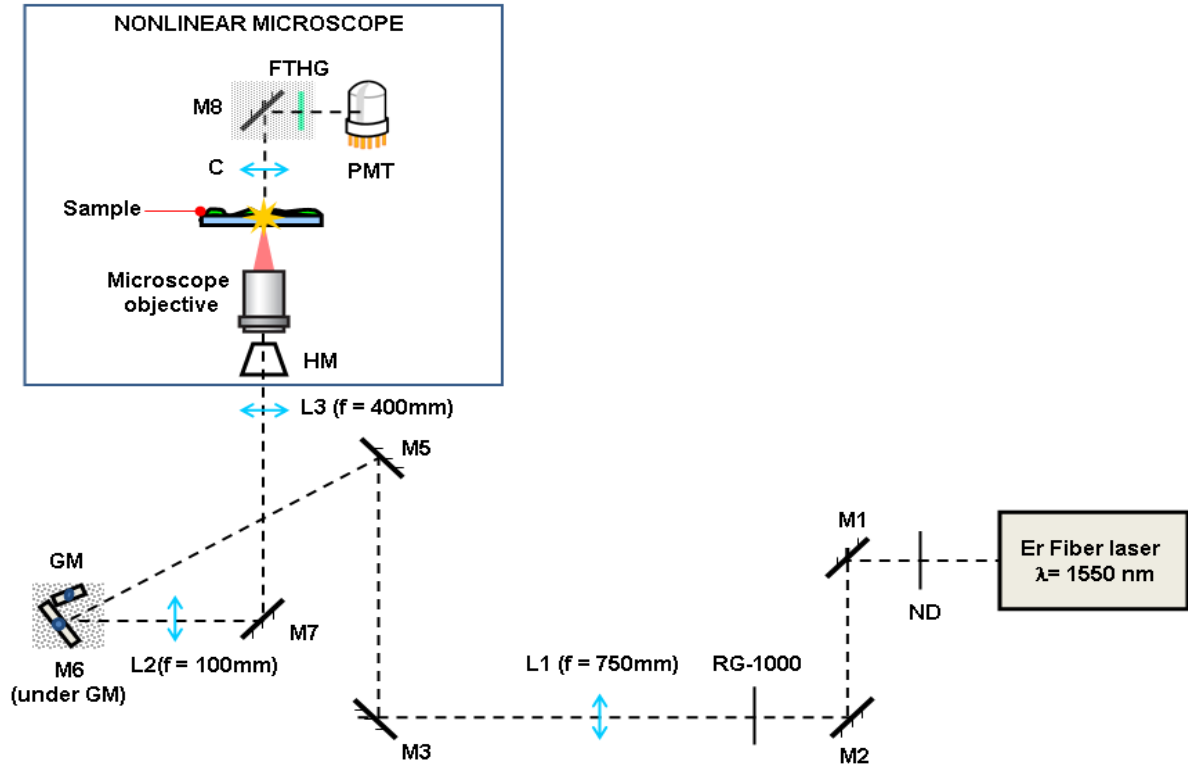 NONLINEAR MICROSCOPE
FTHG
M8
PMT
C
Sample
Microscope
objective
HM
L3 (f = 400mm)
M5
M1
Er Fiber laser
λ= 1550 nm
ND
GM
M7
M6
(under GM)
L2(f = 100mm)
L1 (f = 750mm)
RG-1000
M3
M2